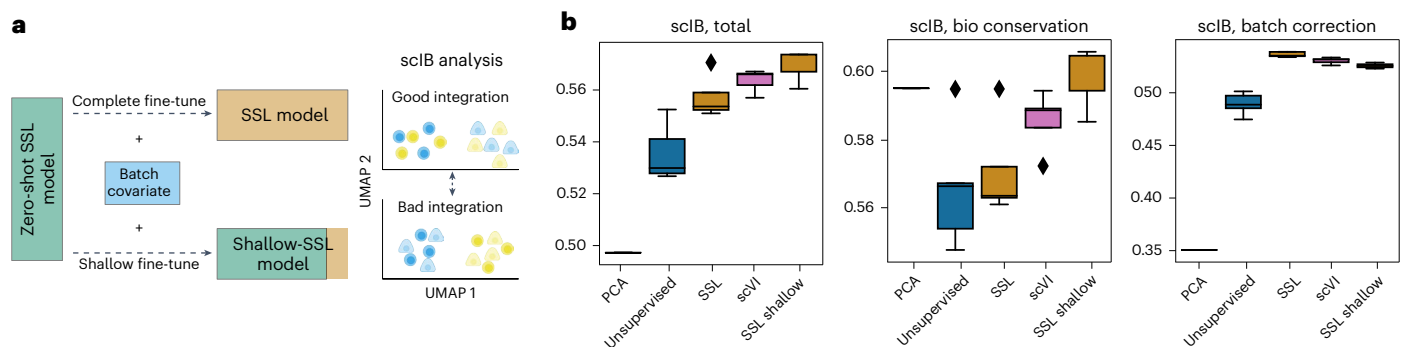 a
Zero-shot SSL
model
Complete fine-tune
+
Batch
covariate
+
Shallow fine-tune
SSL model
Shallow-SSL
model
scIB analysis
Good integration
Bad integration
UMAP 2
UMAP 1
b
scIB, total
0.56
0.54
0.52
0.50
PCA
Unsupervised
SSL
scVI
SSL shallow
scIB, bio conservation
0.60
0.58
0.56
PCA
Unsupervised
SSL
scVI
SSL shallow
scIB, batch correction
050
0.45
0.40
0.35
PCA
Unsupervised
SSL
scVI
SSL shallow